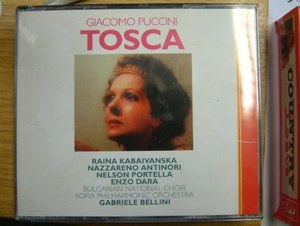 GIACOMO PUCCINI
TOSCA
RAINA KABAIVANSKA
NAZZARENO ANTINORI
NELSON PORTELLA
ENZO DARA
BULGARIAN NATIONAL CHOIR
SOFIA PHILHARMONIC ORCHESTRA
GABRIELE BELLINI
COUNTRY